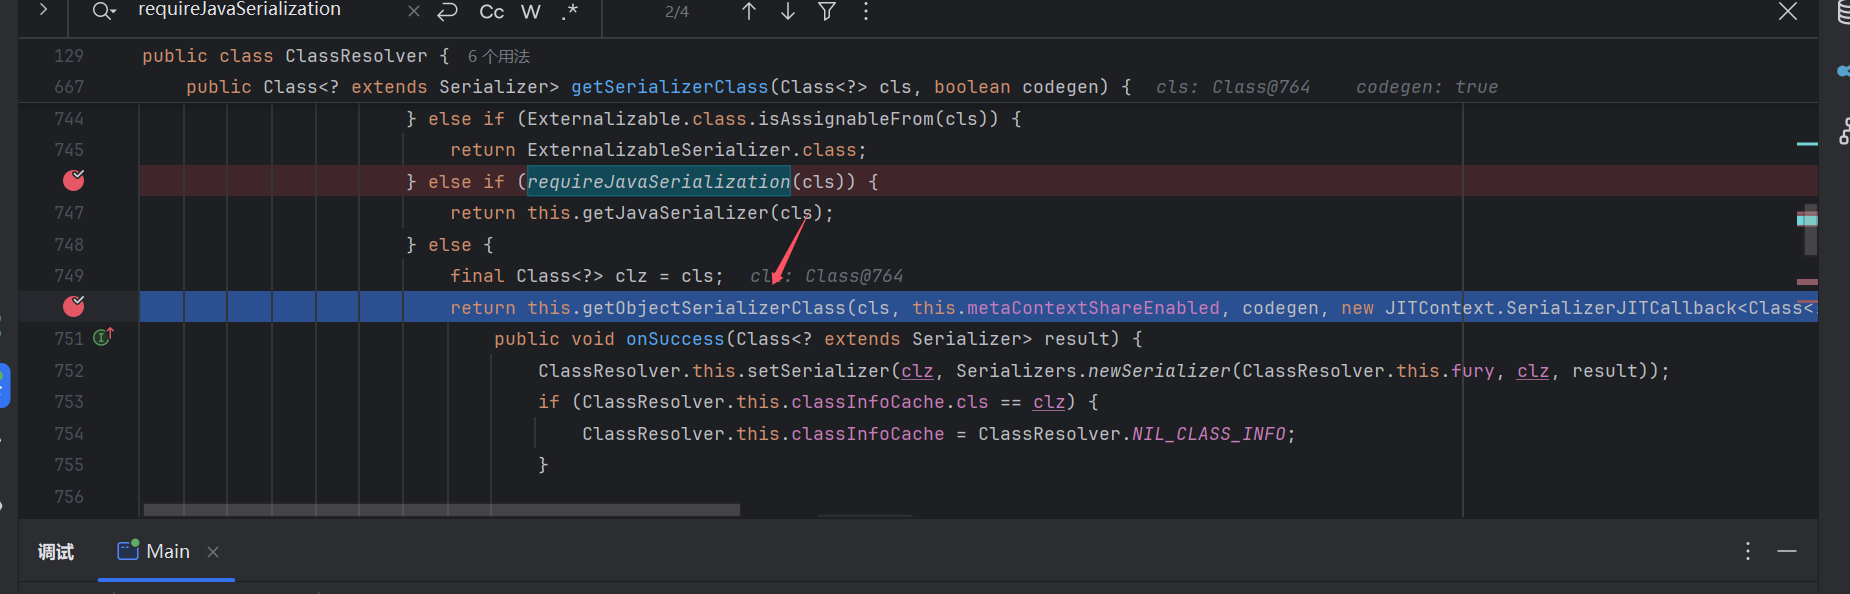 requireJavaSerialization × Cc W .* 2/4
129 public class ClassResolver { 6 个用法
667 public Class<? extends Serializer> getSerializerClass(Class<?> cls, boolean codegen) { cls: Class@764 codegen: true
744 } else if (Externalizable.class.isAssignableFrom(cls)) {
745 return ExternalizableSerializer.class;
} else if (requireJavaSerialization(cls)) {
747 return this.getJavaSerializer(cls);
748 } else {
749 final Class<?> clz = cls; cls: Class@764
return this.getObjectSerializerClass(cls, this.metaContextShareEnabled, codegen, new JITContext.SerializerJITCallback<Class<
751 public void onSuccess(Class<? extends Serializer> result) {
752 ClassResolver.this.setSerializer(clz, Serializers.newSerializer(ClassResolver.this.fury, clz, result));
753 if (ClassResolver.this.classInfoCache.cls == clz) {
754 ClassResolver.this.classInfoCache = ClassResolver.NIL_CLASS_INFO;
755 }
756
调试 Main ×